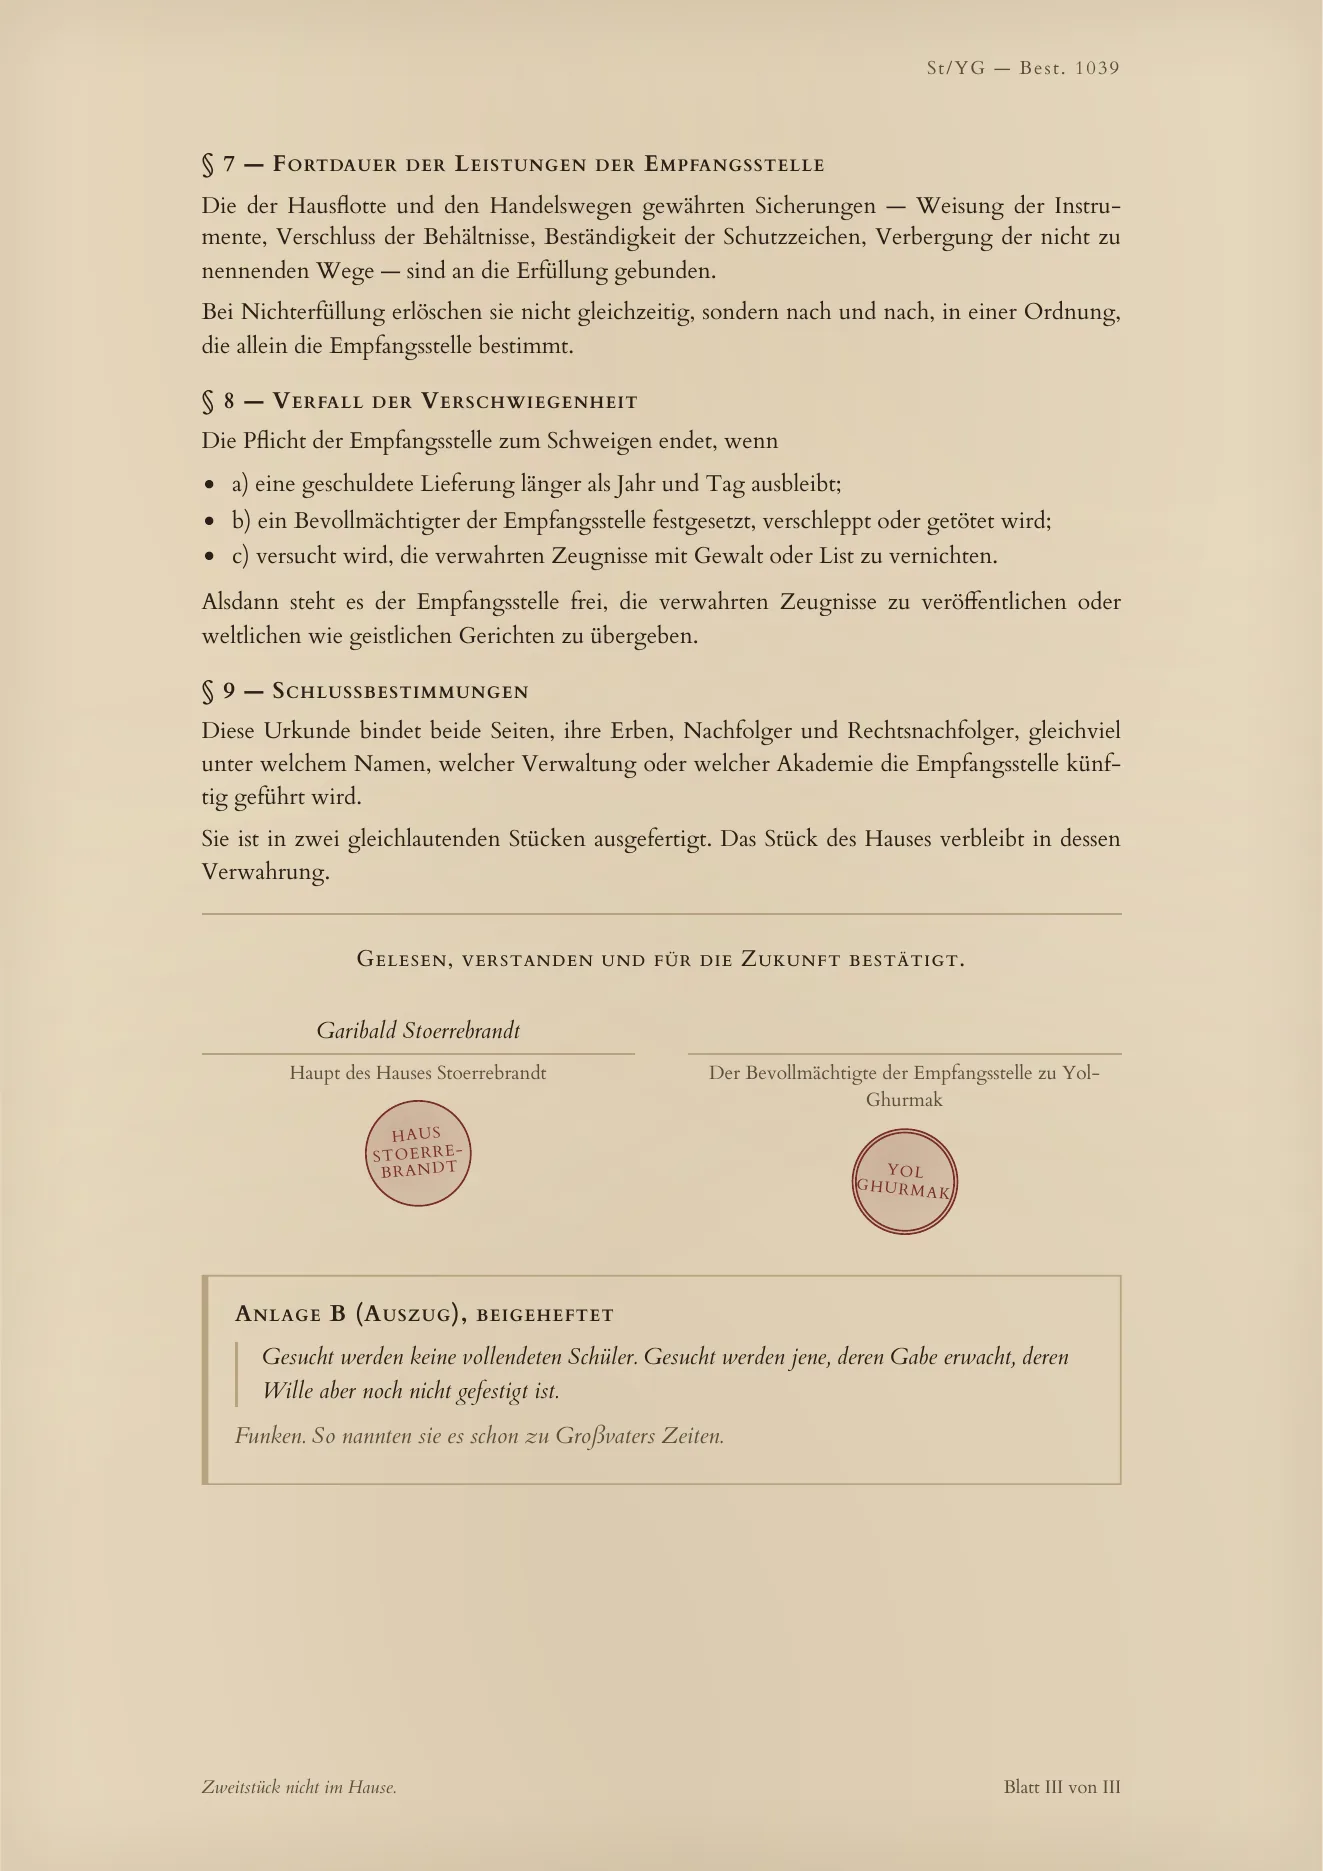 St/YG — Best. 1039
§ 7 — Fortdauer der Leistungen der Empfangsstelle
Die der Hausflotte und den Handelswegen gewährten Sicherungen — Weisung der Instru-
mente, Verschluss der Behältnisse, Beständigkeit der Schutzzeichen, Verbergung der nicht zu
nennenden Wege — sind an die Erfüllung gebunden.
Bei Nichterfüllung erlöschen sie nicht gleichzeitig, sondern nach und nach, in einer Ordnung,
die allein die Empfangsstelle bestimmt.
§ 8 — Verfall der Verschwiegenheit
Die Pflicht der Empfangsstelle zum Schweigen endet, wenn
• a) eine geschuldete Lieferung länger als Jahr und Tag ausbleibt;
• b) ein Bevollmächtigter der Empfangsstelle festgesetzt, verschleppt oder getötet wird;
• c) versucht wird, die verwahrten Zeugnisse mit Gewalt oder List zu vernichten.
Alsdann steht es der Empfangsstelle frei, die verwahrten Zeugnisse zu veröffentlichen oder
weltlichen wie geistlichen Gerichten zu übergeben.
§ 9 — Schlussbestimmungen
Diese Urkunde bindet beide Seiten, ihre Erben, Nachfolger und Rechtsnachfolger, gleichviel
unter welchem Namen, welcher Verwaltung oder welcher Akademie die Empfangsstelle künf-
tig geführt wird.
Sie ist in zwei gleichlautenden Stücken ausgefertigt. Das Stück des Hauses verbleibt in dessen
Verwahrung.
Gelesen, verstanden und für die Zukunft bestätigt.
Garibald Stoerrebrandt
Haupt des Hauses Stoerrebrandt
HAUS
STOERRE-
BRANDT
Der Bevollmächtigte der Empfangsstelle zu Yol-
Ghurmak
YOL
GHURMAK
Anlage B (Auszug), beigeheftet
Gesucht werden keine vollendeten Schüler. Gesucht werden jene, deren Gabe erwacht, deren
Wille aber noch nicht gefestigt ist.
Funken. So nannten sie es schon zu Großvaters Zeiten.
Zweitstück nicht im Hause.
Blatt III von III